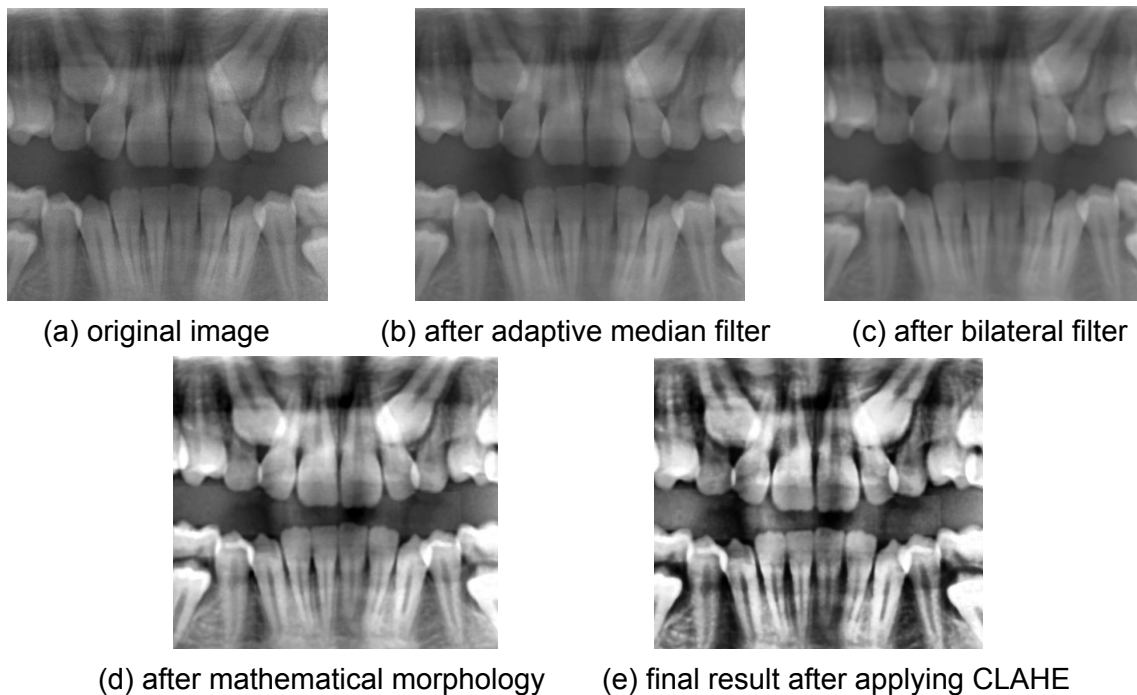 (a) original image
(b) after adaptive median filter
(c) after bilateral filter
(d) after mathematical morphology
(e) final result after applying CLAHE